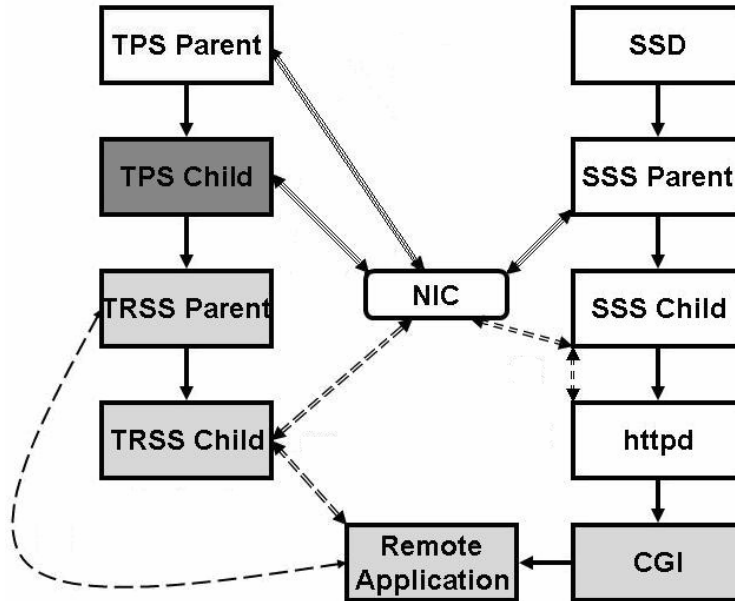 TPS Parent
SSD
TPS Child
SSS Parent
TRSS Parent
NIC
SSS Child
TRSS Child
httpd
Remote
Application
CGI